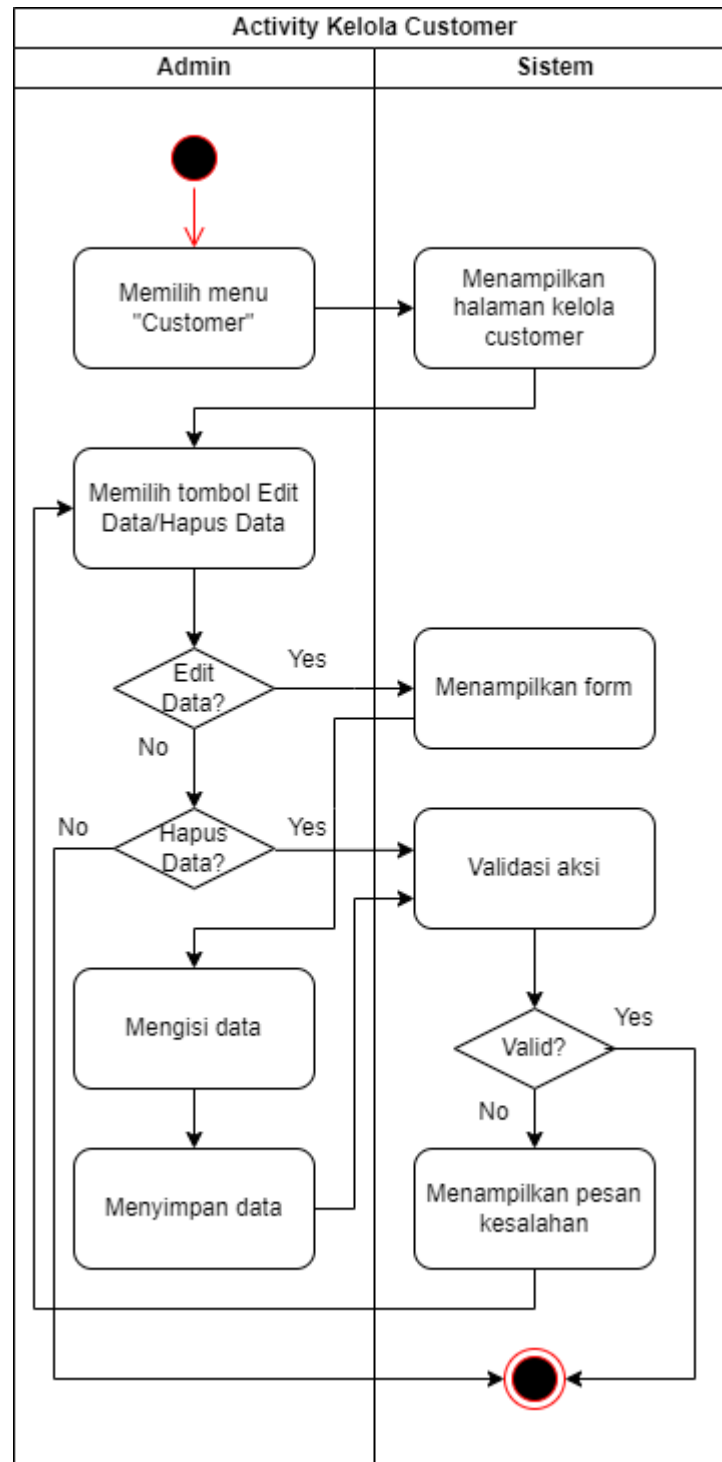 Activity Kelola Customer
Admin
Sistem
Memilih menu
"Customer"
Menampilkan
halaman kelola
customer
Memilih tombol Edit
Data/Hapus Data
Edit
Data?
Yes
Menampilkan form
No
No
Hapus
Data?
Yes
Validasi aksi
Mengisi data
Valid?
Yes
No
Menyimpan data
Menampilkan pesan
kesalahan